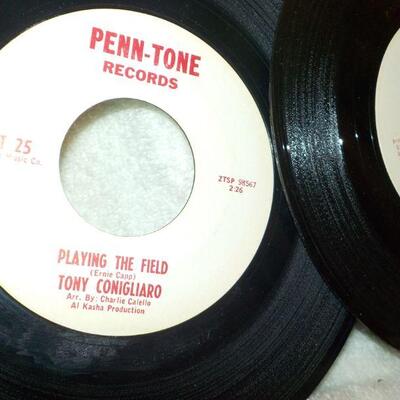 PENN-TONE
RECORDS
T 25
Music Co.
ZTSP 98567
2:26
PLAYING THE FIELD
(Ernie Capp)
TONY CONIGLIARO
Arr. By: Charlie Calello
Al Kasha Production